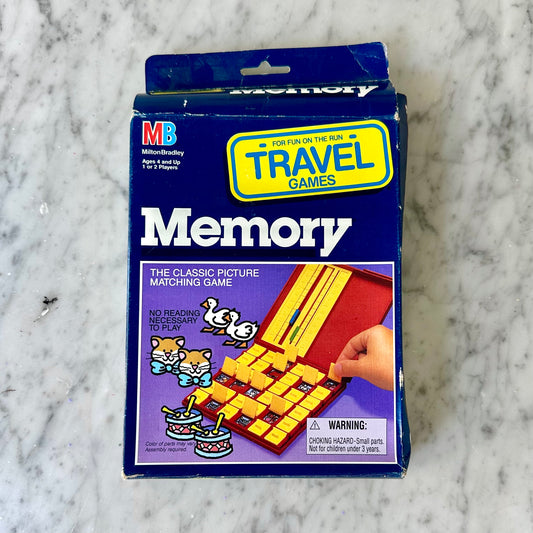 Memory
MB
MiltonBradley
Ages 4 and Up
1 or 2 Players
FOR FUN ON THE RUN
TRAVEL
GAMES
Memory
THE CLASSIC PICTURE
MATCHING GAME
NO READING
NECESSARY
TO PLAY
Color of parts may vary.
Assembly required.
WARNING:
CHOKING HAZARD-Small parts.
Not for children under 3 years.